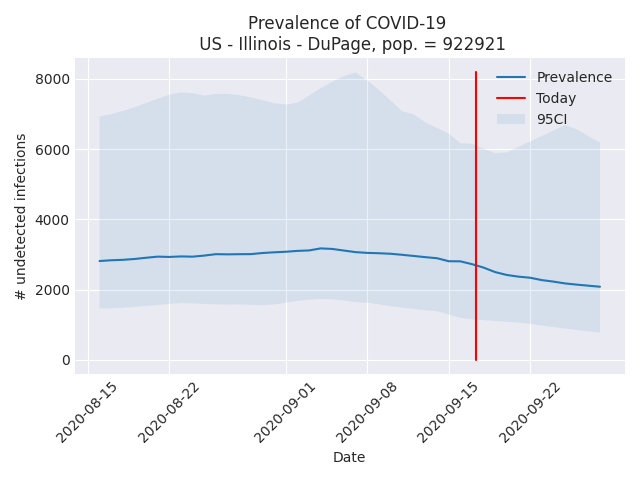 Prevalence of COVID-19
US - Illinois - DuPage, pop. = 922921
Prevalence
Today
95CI
8000
6000
4000
2000
0
# undetected infections
2020-08-15
2020-08-22
2020-09-01
2020-09-08
2020-09-15
2020-09-22
Date